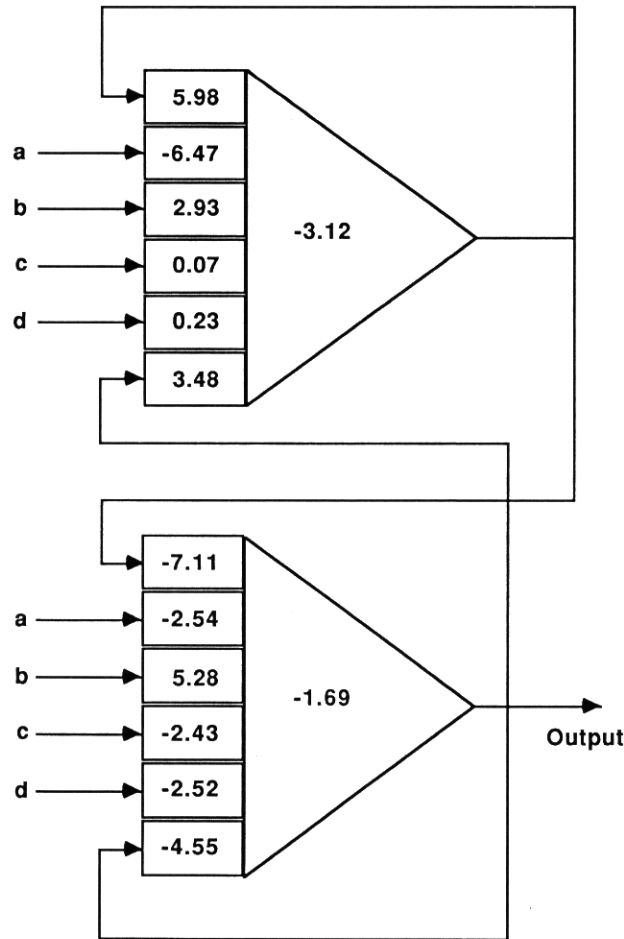 5.98
a -6.47
b 2.93
-3.12
c 0.07
d 0.23
3.48
-7.11
a -2.54
b 5.28
-1.69
c -2.43
Output
d -2.52
-4.55